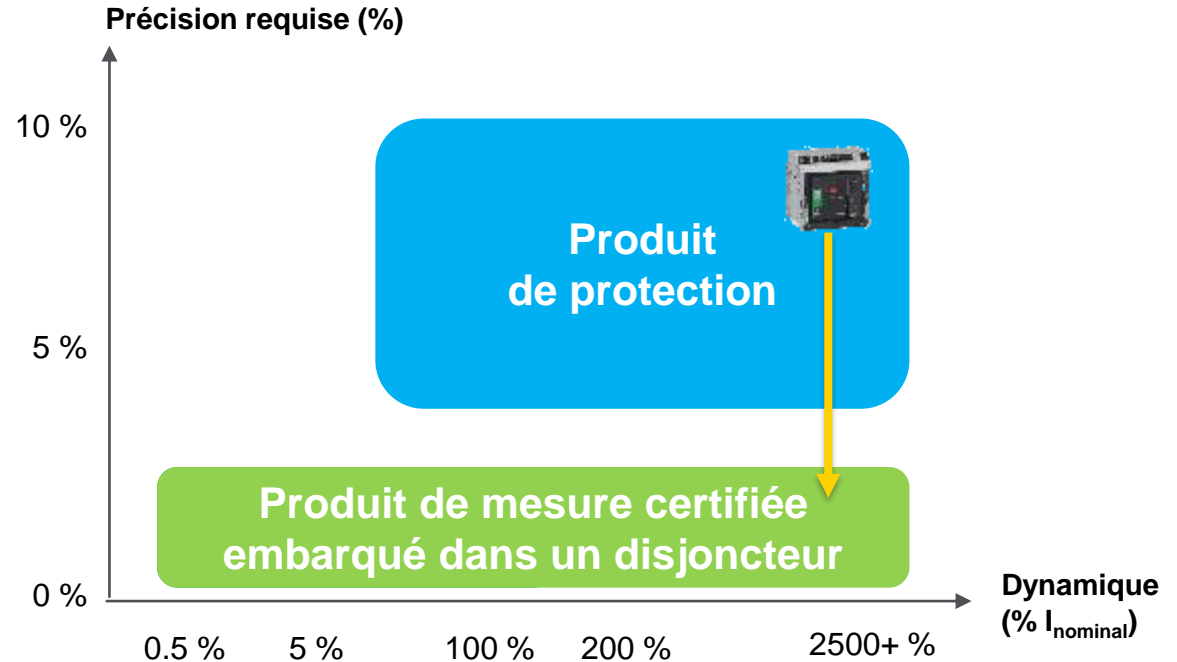 Précision requise (%)
10 %
Produit
de protection
5 %
Produit de mesure certifiée
embarqué dans un disjoncteur
0 %
Dynamique
(% Inominal)
0.5 %
5 %
100 %
200 %
2500+ %